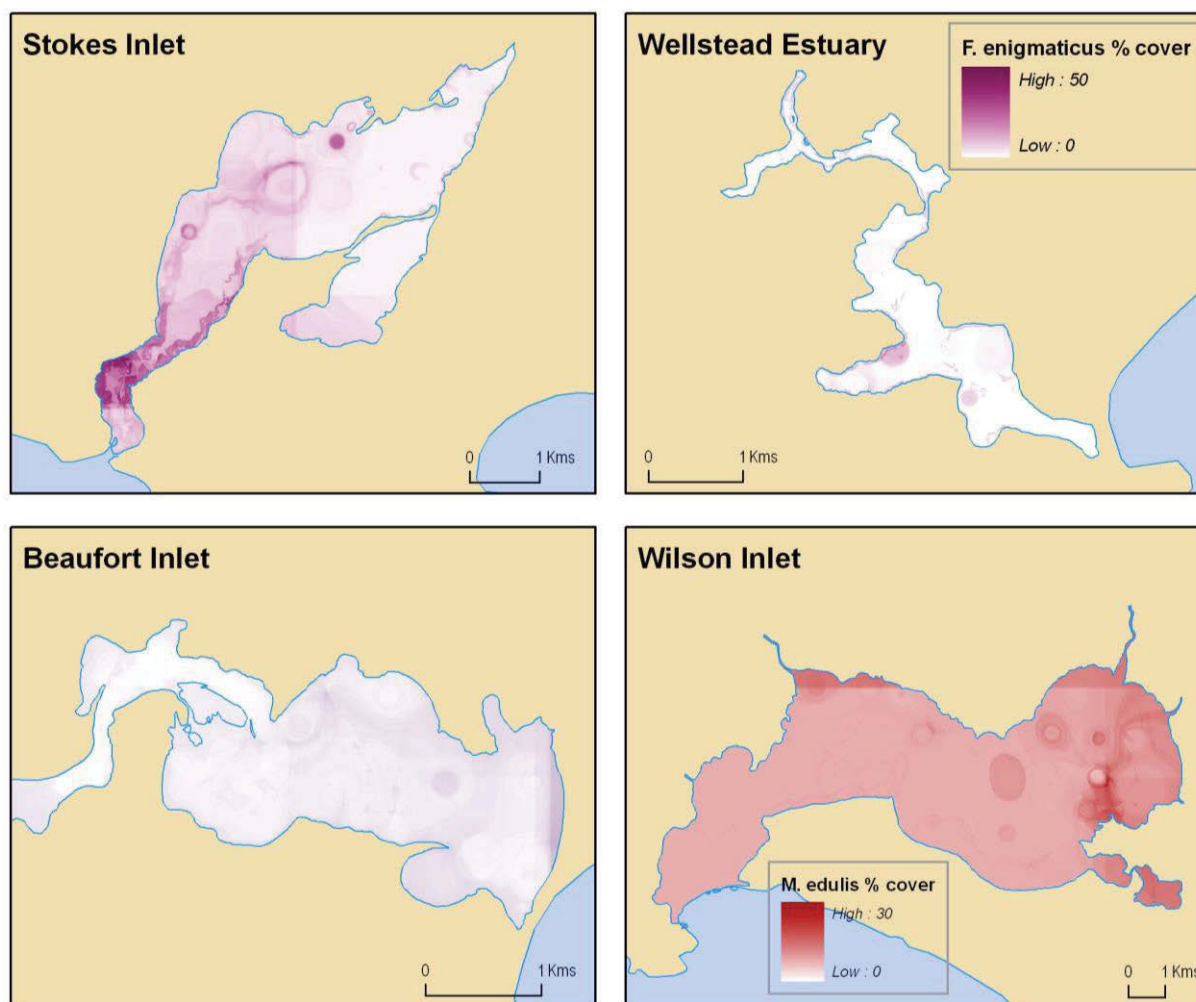 Stokes Inlet
0 1 Kms
Wellstead Estuary
F. enigmaticus % cover
High : 50
Low : 0
0 1 Kms
Beaufort Inlet
0 1 Kms
Wilson Inlet
M. edulis % cover
High : 30
Low : 0
0 1 Kms